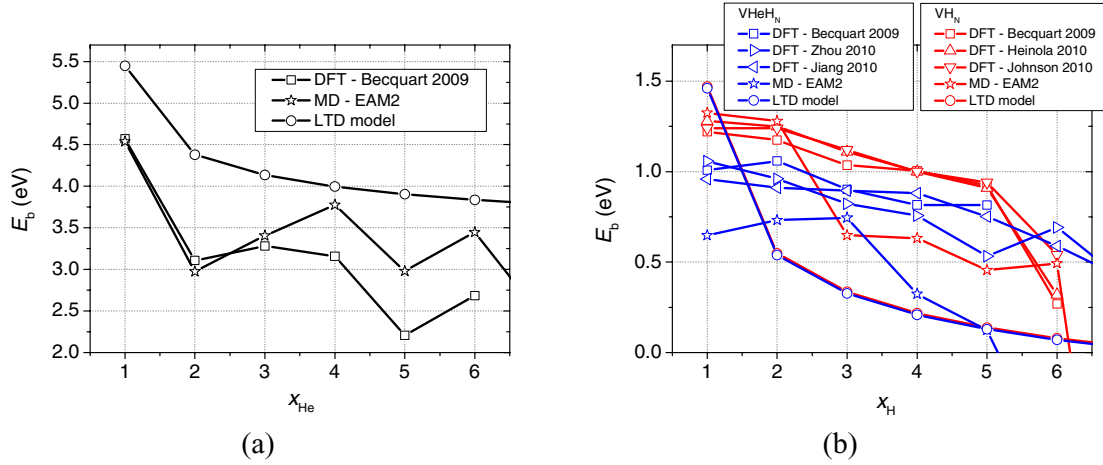 5.5
5.0
4.5
4.0
3.5
3.0
2.5
2.0
E_b (eV)
DFT - Becquart 2009
MD - EAM2
LTD model
1 2 3 4 5 6
x_He
(a)
VHeH_N
DFT - Becquart 2009
DFT - Zhou 2010
DFT - Jiang 2010
MD - EAM2
LTD model
VH_N
DFT - Becquart 2009
DFT - Heinola 2010
DFT - Johnson 2010
MD - EAM2
LTD model
1.5
1.0
0.5
0.0
E_b (eV)
1 2 3 4 5 6
x_H
(b)